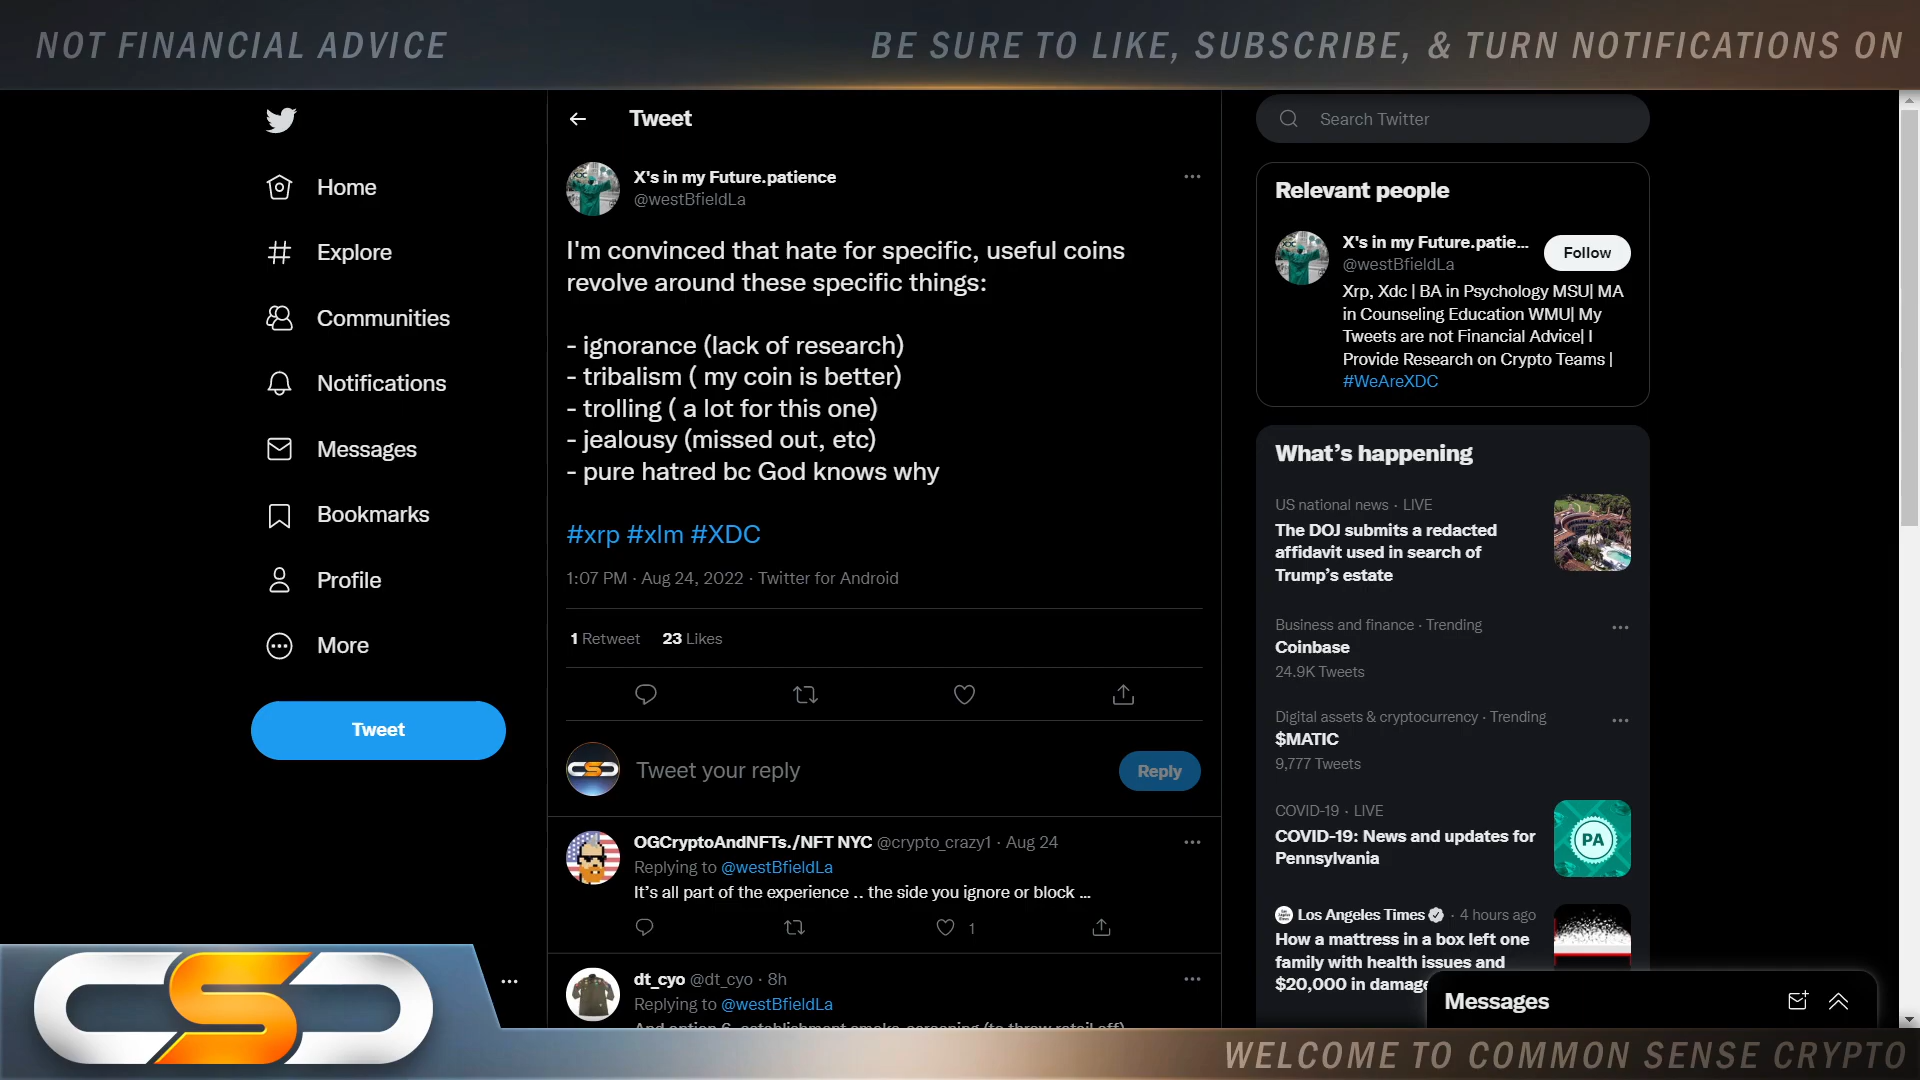 NOT FINANCIAL ADVICE
BE SURE TO LIKE, SUBSCRIBE, & TURN NOTIFICATIONS ON
Home
Explore
Communities
Notifications
Messages
Bookmarks
Profile
More
Tweet
Tweet
X's in my Future.patience
@westBfieldLa
I'm convinced that hate for specific, useful coins
revolve around these specific things:
- ignorance (lack of research)
- tribalism ( my coin is better)
- trolling ( a lot for this one)
- jealousy (missed out, etc)
- pure hatred bc God knows why
#xrp #xlm #XDC
1:07 PM · Aug 24, 2022 · Twitter for Android
1 Retweet 23 Likes
Tweet your reply
Reply
OGCryptoAndNFTs./NFT NYC @crypto_crazy1 · Aug 24
Replying to @westBfieldLa
It's all part of the experience .. the side you ignore or block ...
1
dt_cyo @dt_cyo · 8h
Replying to @westBfieldLa
Search Twitter
Relevant people
X's in my Future.patie...
@westBfieldLa
Follow
Xrp, Xdc | BA in Psychology MSU| MA
in Counseling Education WMU| My
Tweets are not Financial Advice| I
Provide Research on Crypto Teams |
#WeAreXDC
What's happening
US national news · LIVE
The DOJ submits a redacted
affidavit used in search of
Trump's estate
Business and finance · Trending
Coinbase
24.9K Tweets
Digital assets & cryptocurrency · Trending
$MATIC
9,777 Tweets
COVID-19 · LIVE
COVID-19: News and updates for
Pennsylvania
PA
Los Angeles Times · 4 hours ago
How a mattress in a box left one
family with health issues and
$20,000 in damage
Messages
CSC
WELCOME TO COMMON SENSE CRYPTO